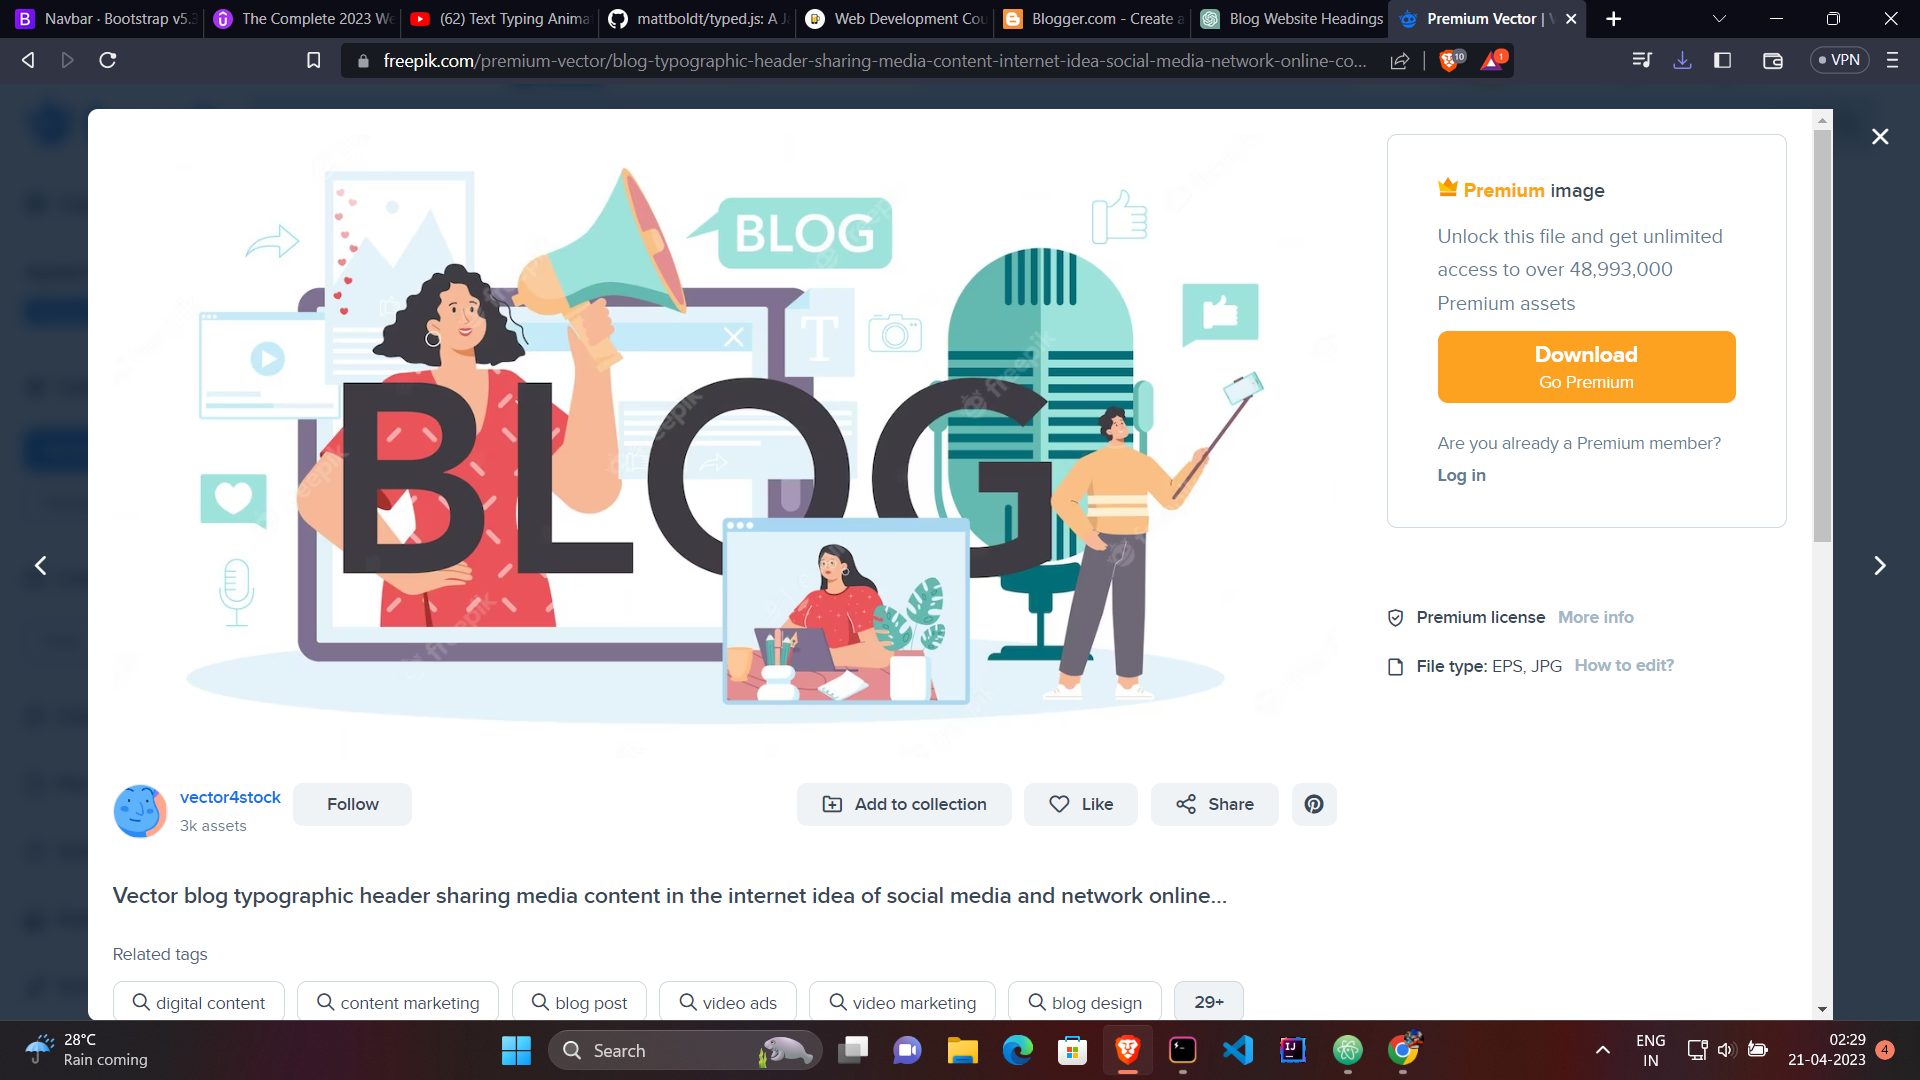 Navbar · Bootstrap v5.3
The Complete 2023 We
(62) Text Typing Anima
mattboldt/typed.js: A J
Web Development Cou
Blogger.com - Create a
Blog Website Headings
Premium Vector | V
freepik.com/premium-vector/blog-typographic-header-sharing-media-content-internet-idea-social-media-network-online-co...
10
1
VPN
BLOG
T
BLOG
freepik
Premium image
Unlock this file and get unlimited
access to over 48,993,000
Premium assets
Download
Go Premium
Are you already a Premium member?
Log in
Premium license More info
File type: EPS, JPG How to edit?
vector4stock
3k assets
Follow
Add to collection
Like
Share
Vector blog typographic header sharing media content in the internet idea of social media and network online...
Related tags
digital content
content marketing
blog post
video ads
video marketing
blog design
29+
28°C
Rain coming
Search
ENG
IN
02:29
21-04-2023
4